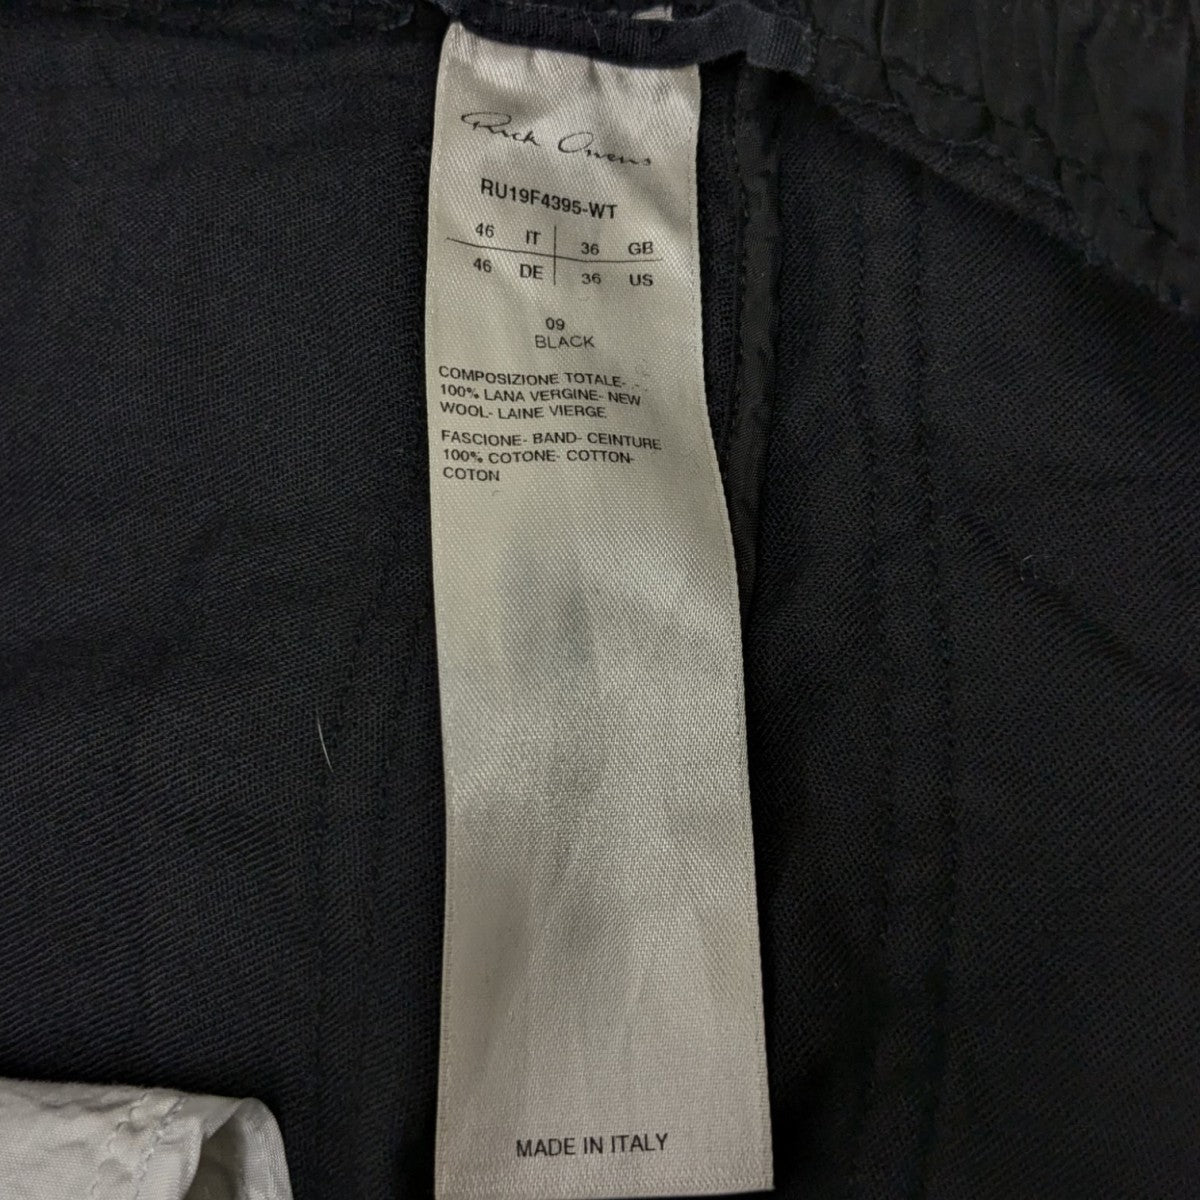 Rick Owens
RU19F4395-WT
46 IT 36 GB
46 DE 36 US
09
BLACK
COMPOSIZIONE TOTALE-
100% LANA VERGINE- NEW
WOOL- LAINE VIERGE
FASCIONE- BAND- CEINTURE
100% COTONE- COTTON-
COTON
MADE IN ITALY